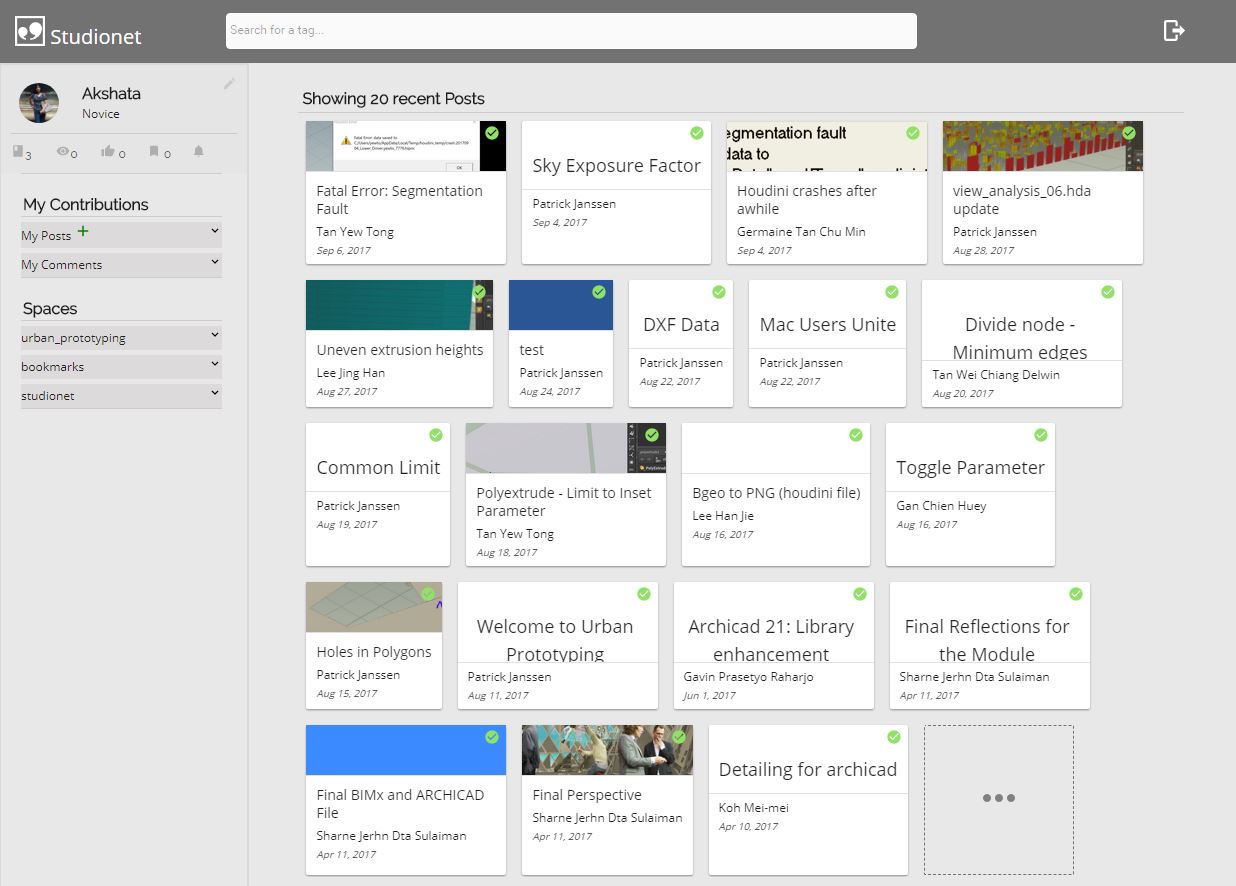 Studionet
Search for a tag...
Akshata
Novice
3 0 0 0
My Contributions
My Posts +
My Comments
Spaces
urban_prototyping
bookmarks
studionet
Showing 20 recent Posts
Fatal Error: Segmentation
Fault
Tan Yew Tong
Sep 6, 2017
Sky Exposure Factor
Patrick Janssen
Sep 4, 2017
egmentation fault
data to
Houdini crashes after
awhile
Germaine Tan Chu Min
Sep 4, 2017
view_analysis_06.hda
update
Patrick Janssen
Aug 28, 2017
Uneven extrusion heights
Lee Jing Han
Aug 27, 2017
test
Patrick Janssen
Aug 24, 2017
DXF Data
Patrick Janssen
Aug 22, 2017
Mac Users Unite
Patrick Janssen
Aug 22, 2017
Divide node -
Minimum edges
Tan Wei Chiang Delwin
Aug 20, 2017
Common Limit
Patrick Janssen
Aug 19, 2017
Polyextrude - Limit to Inset
Parameter
Tan Yew Tong
Aug 18, 2017
Bgeo to PNG (houdini file)
Lee Han Jie
Aug 16, 2017
Toggle Parameter
Gan Chien Huey
Aug 16, 2017
Holes in Polygons
Patrick Janssen
Aug 15, 2017
Welcome to Urban
Prototyping
Patrick Janssen
Aug 11, 2017
Archicad 21: Library
enhancement
Gavin Prasetyo Raharjo
Jun 1, 2017
Final Reflections for
the Module
Sharne Jerhn Dta Sulaiman
Apr 11, 2017
Final BIMx and ARCHICAD
File
Sharne Jerhn Dta Sulaiman
Apr 11, 2017
Final Perspective
Sharne Jerhn Dta Sulaiman
Apr 11, 2017
Detailing for archicad
Koh Mei-mei
Apr 10, 2017